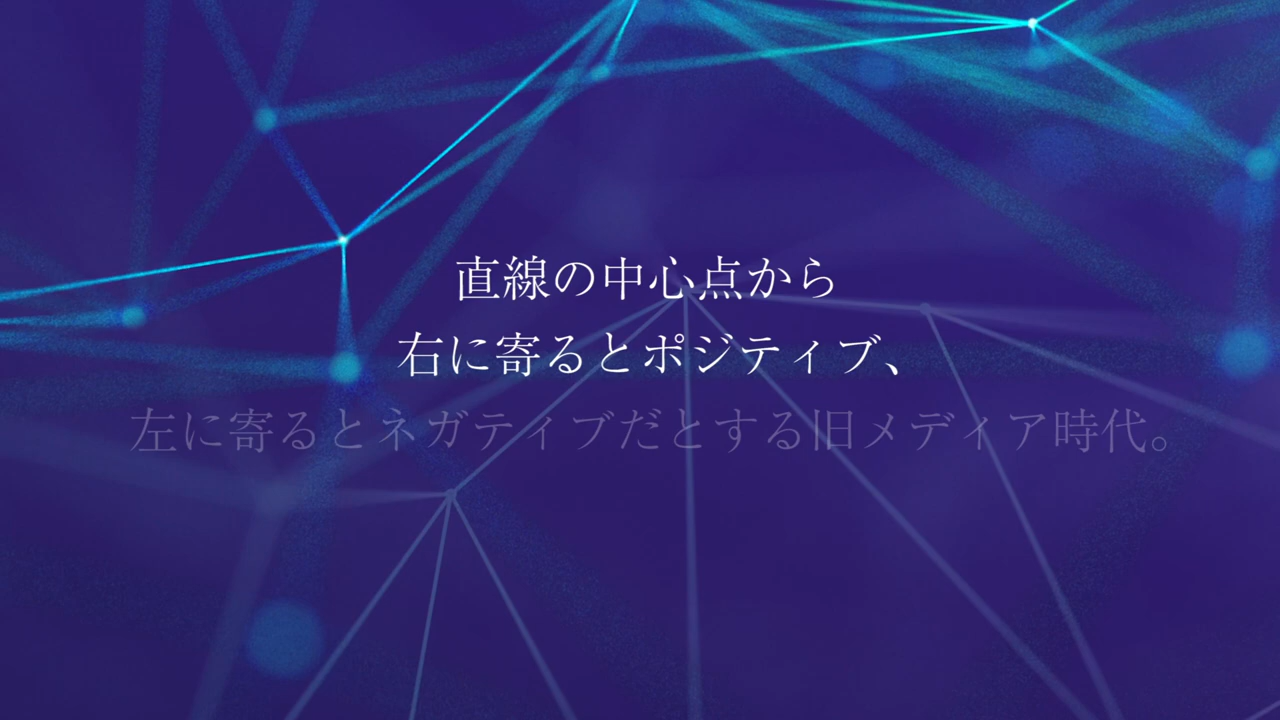 直線の中心点から
右に寄るとポジティブ、
左に寄るとネガティブだとする旧メディア時代。